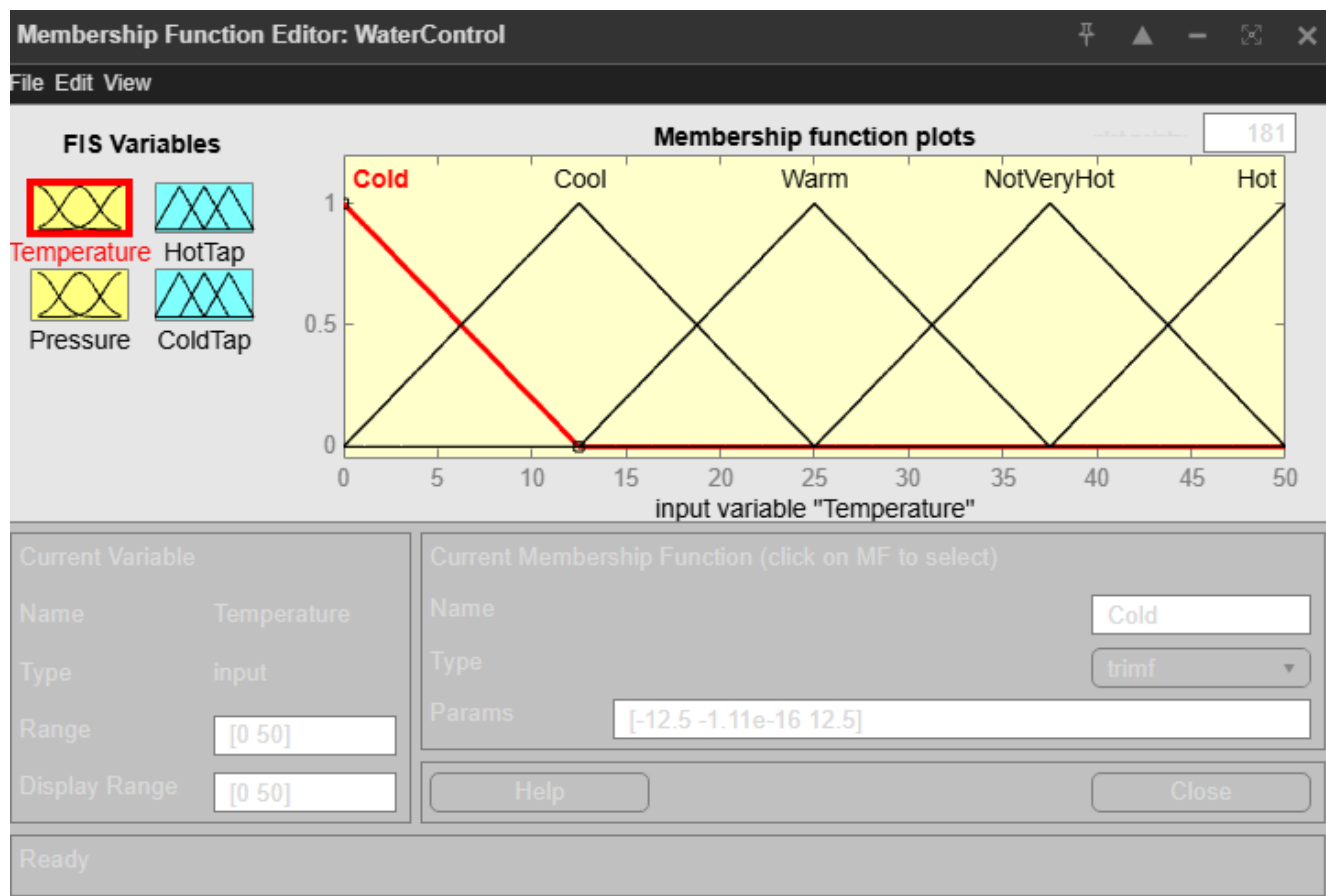 Membership Function Editor: WaterControl
File Edit View
FIS Variables
Temperature HotTap
Pressure ColdTap
Membership function plots
181
Cold Cool Warm NotVeryHot Hot
1
0.5
0
0 5 10 15 20 25 30 35 40 45 50
input variable "Temperature"
Current Variable
Name Temperature
Type input
Range [0 50]
Display Range [0 50]
Current Membership Function (click on MF to select)
Name Cold
Type trimf
Params [-12.5 -1.11e-16 12.5]
Help Close
Ready